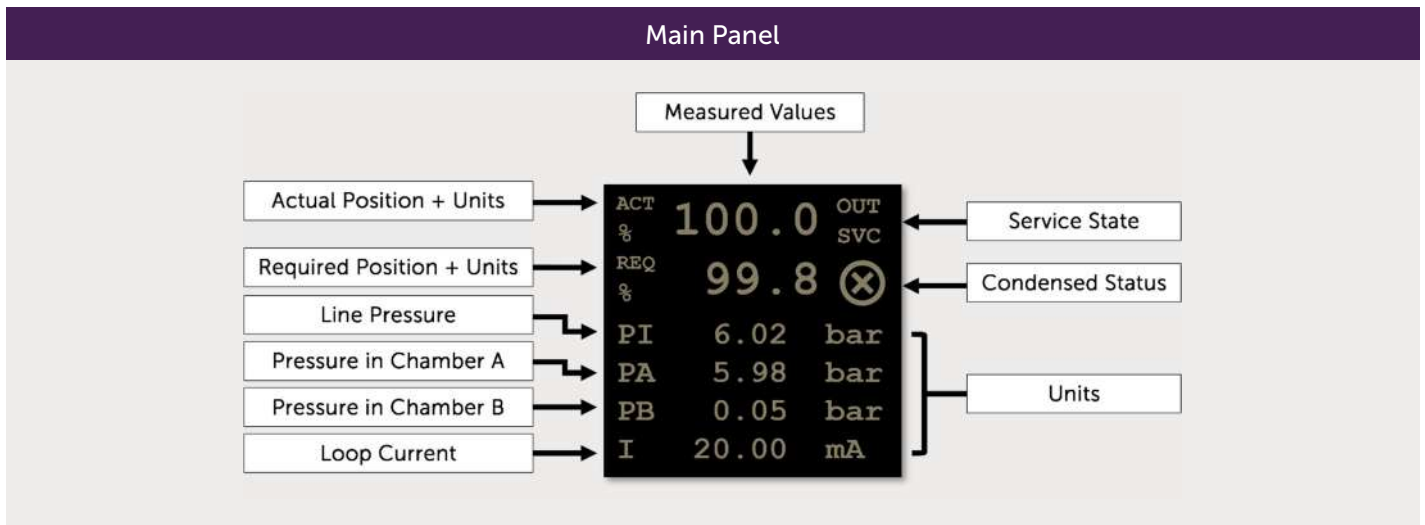 Main Panel
Measured Values
Actual Position + Units
Required Position + Units
Line Pressure
Pressure in Chamber A
Pressure in Chamber B
Loop Current
ACT 100.0 OUT
% SVC
REQ 99.8
%
PI 6.02 bar
PA 5.98 bar
PB 0.05 bar
I 20.00 mA
Service State
Condensed Status
Units